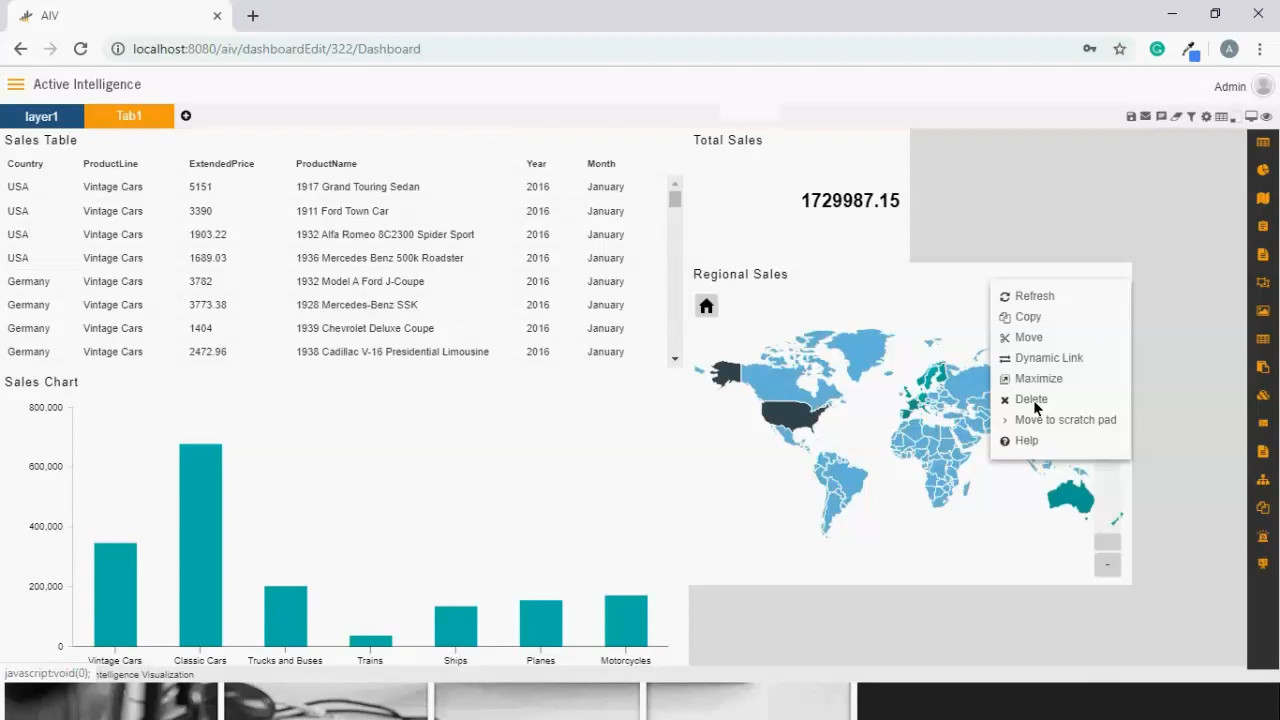 AIV
localhost:8080/aiv/dashboardEdit/322/Dashboard
A
Active Intelligence
Admin
layer1 Tab1
Sales Table
Country ProductLine ExtendedPrice ProductName Year Month
USA Vintage Cars 5151 1917 Grand Touring Sedan 2016 January
USA Vintage Cars 3390 1911 Ford Town Car 2016 January
USA Vintage Cars 1903.22 1932 Alfa Romeo 8C2300 Spider Sport 2016 January
USA Vintage Cars 1689.03 1936 Mercedes Benz 500k Roadster 2016 January
Germany Vintage Cars 3782 1932 Model A Ford J-Coupe 2016 January
Germany Vintage Cars 3773.38 1928 Mercedes-Benz SSK 2016 January
Germany Vintage Cars 1404 1939 Chevrolet Deluxe Coupe 2016 January
Germany Vintage Cars 2472.96 1938 Cadillac V-16 Presidential Limousine 2016 January
Total Sales
1729987.15
Regional Sales
Refresh
Copy
Move
Dynamic Link
Maximize
Delete
Move to scratch pad
Help
-
Sales Chart
800,000
600,000
400,000
200,000
0
Vintage Cars Classic Cars Trucks and Buses Trains Ships Planes Motorcycles
javascript:void(0); ntelligence Visualization